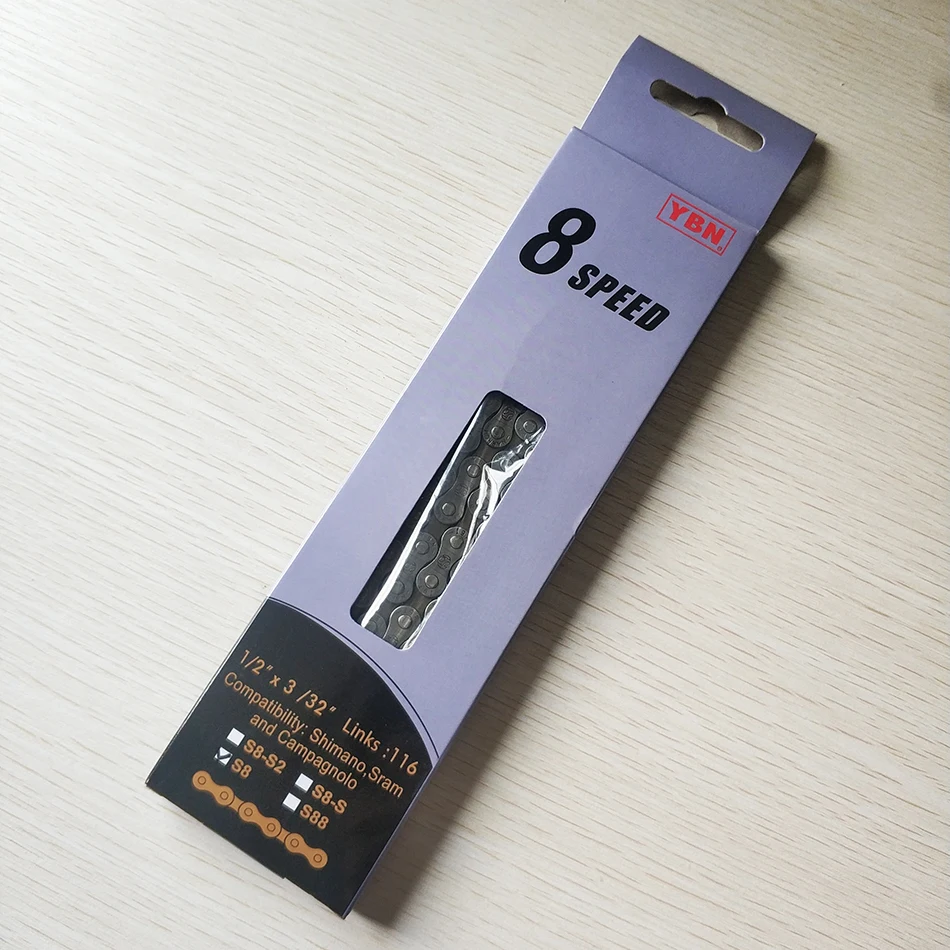 YBN
8 SPEED
1/2" x 3 /32" Links :116
Compatibility: Shimano,Sram
and Campagnolo
S8-S2
S8
S8-S
S88